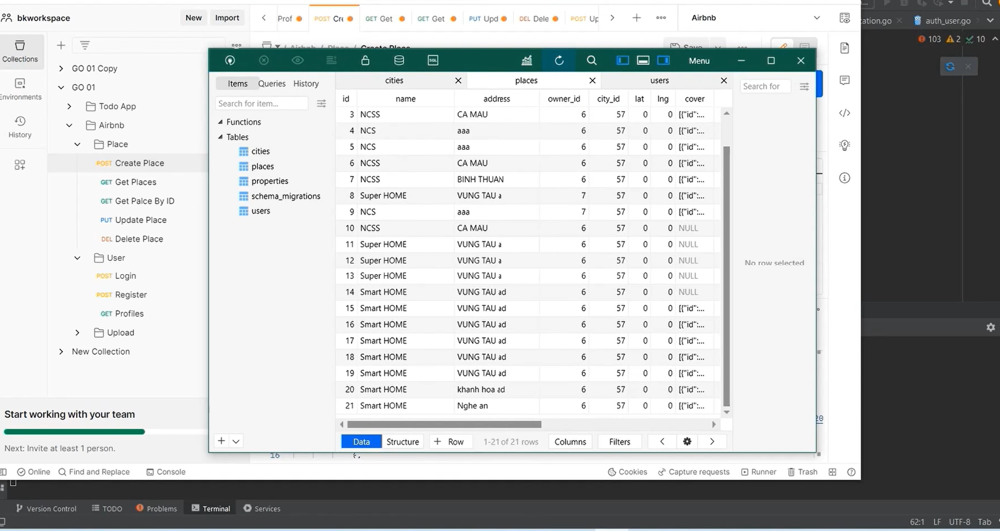 bkworkspace
New Import
Prof POST Cr GET Get GET Get PUT Upd DEL Dele POST Up
Airbnb
auth_user.go
103 2 10
Collections
Environments
History
GO 01 Copy
GO 01
Todo App
Airbnb
Place
POST Create Place
GET Get Places
GET Get Palce By ID
PUT Update Place
DEL Delete Place
User
POST Login
POST Register
GET Profiles
Upload
New Collection
Start working with your team
Next: Invite at least 1 person.
Menu
Items Queries History
Search for item...
Functions
Tables
cities
places
properties
schema_migrations
users
cities places users
id name address owner_id city_id lat lng cover
3 NCSS CA MAU 6 57 0 0 [{"id":...
4 NCS aaa 6 57 0 0 [{"id":...
5 NCS aaa 6 57 0 0 [{"id":...
6 NCSS CA MAU 6 57 0 0 [{"id":...
7 NCSS BINH THUAN 6 57 0 0 [{"id":...
8 Super HOME VUNG TAU a 7 57 0 0 [{"id":...
9 NCS aaa 7 57 0 0 [{"id":...
10 NCSS CA MAU 6 57 0 0 NULL
11 Super HOME VUNG TAU a 6 57 0 0 NULL
12 Super HOME VUNG TAU a 6 57 0 0 NULL
13 Super HOME VUNG TAU a 6 57 0 0 NULL
14 Smart HOME VUNG TAU ad 6 57 0 0 NULL
15 Smart HOME VUNG TAU ad 6 57 0 0 [{"id":...
16 Smart HOME VUNG TAU ad 6 57 0 0 [{"id":...
17 Smart HOME VUNG TAU ad 6 57 0 0 [{"id":...
18 Smart HOME VUNG TAU ad 6 57 0 0 [{"id":...
19 Smart HOME VUNG TAU ad 6 57 0 0 [{"id":...
20 Smart HOME khanh hoa ad 6 57 0 0 [{"id":...
21 Smart HOME Nghe an 6 57 0 0 [{"id":...
Search for
No row selected
Data Structure + Row 1-21 of 21 rows Columns Filters
16 },
Online Find and Replace Console
Cookies Capture requests Runner Trash
Version Control TODO Problems Terminal Services
62:1 LF UTF-8 Tab